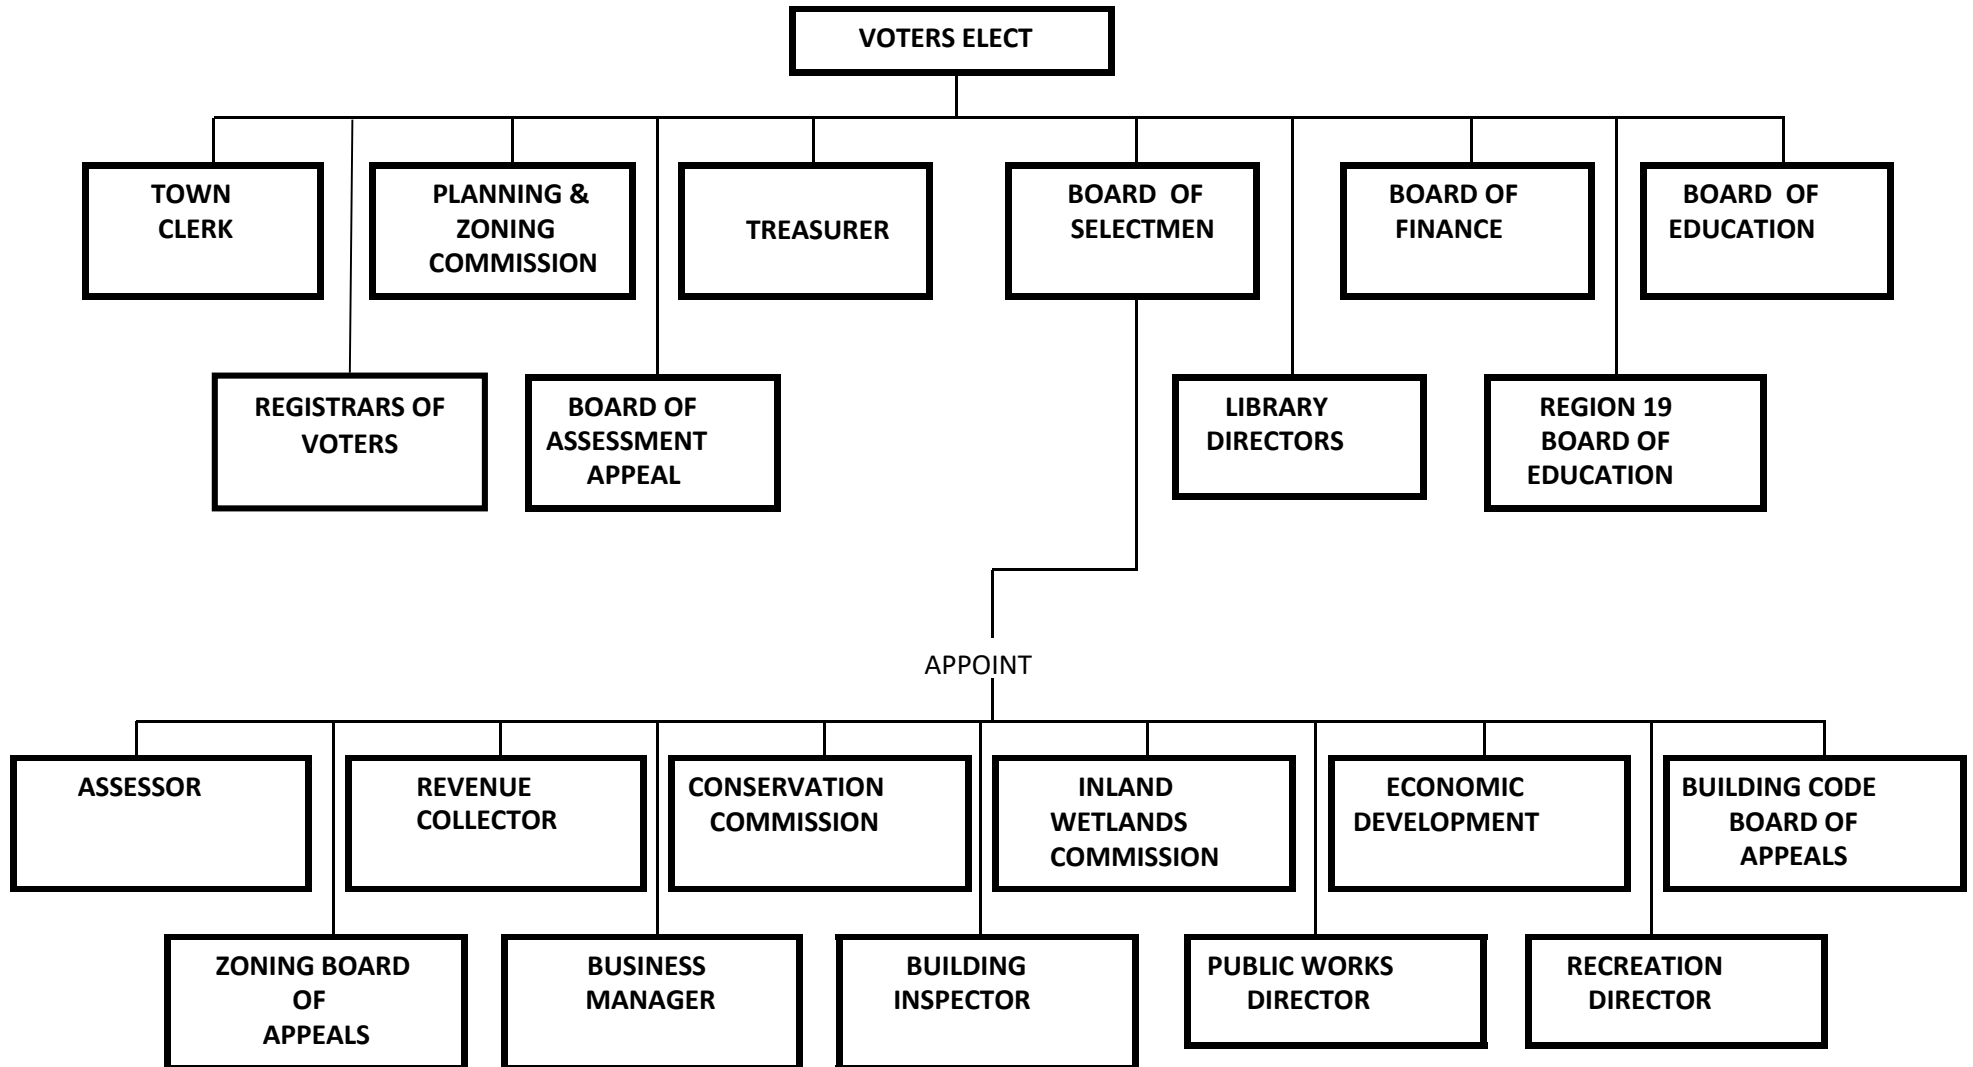 VOTERS ELECT
TOWN
CLERK
PLANNING &
ZONING
COMMISSION
TREASURER
BOARD OF
SELECTMEN
BOARD OF
FINANCE
BOARD OF
EDUCATION
REGISTRARS OF
VOTERS
BOARD OF
ASSESSMENT
APPEAL
LIBRARY
DIRECTORS
REGION 19
BOARD OF
EDUCATION
APPOINT
ASSESSOR
REVENUE
COLLECTOR
CONSERVATION
COMMISSION
INLAND
WETLANDS
COMMISSION
ECONOMIC
DEVELOPMENT
BUILDING CODE
BOARD OF
APPEALS
ZONING BOARD
OF
APPEALS
BUSINESS
MANAGER
BUILDING
INSPECTOR
PUBLIC WORKS
DIRECTOR
RECREATION
DIRECTOR